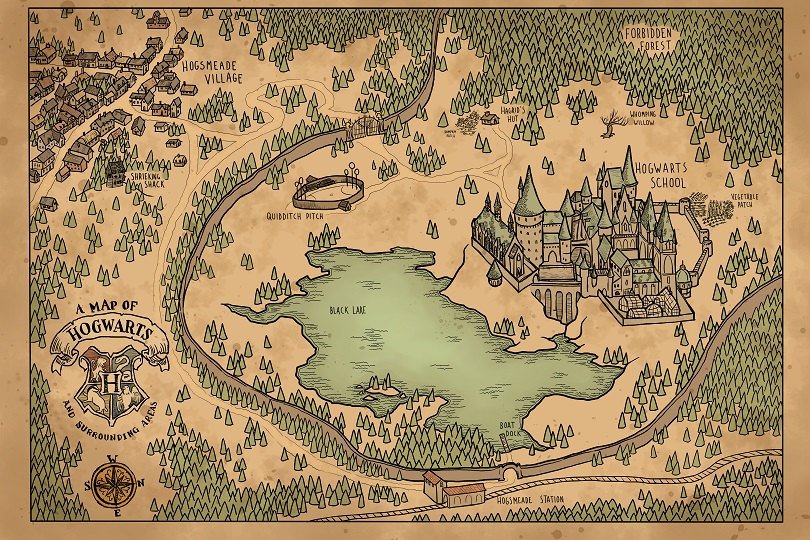 FORBIDDEN
FOREST
HOGSMEADE
VILLAGE
HAGRID'S
HUT
WHOMPING
WILLOW
PUMPKIN
PATCH
SHRIEKING
SHACK
HOGWARTS
SCHOOL
VEGETABLE
PATCH
QUIDDITCH PITCH
BLACK LAKE
A MAP OF
HOGWARTS
H
AND SURROUNDING AREAS
BOAT
DOCK
W
S
N
E
HOGSMEADE STATION